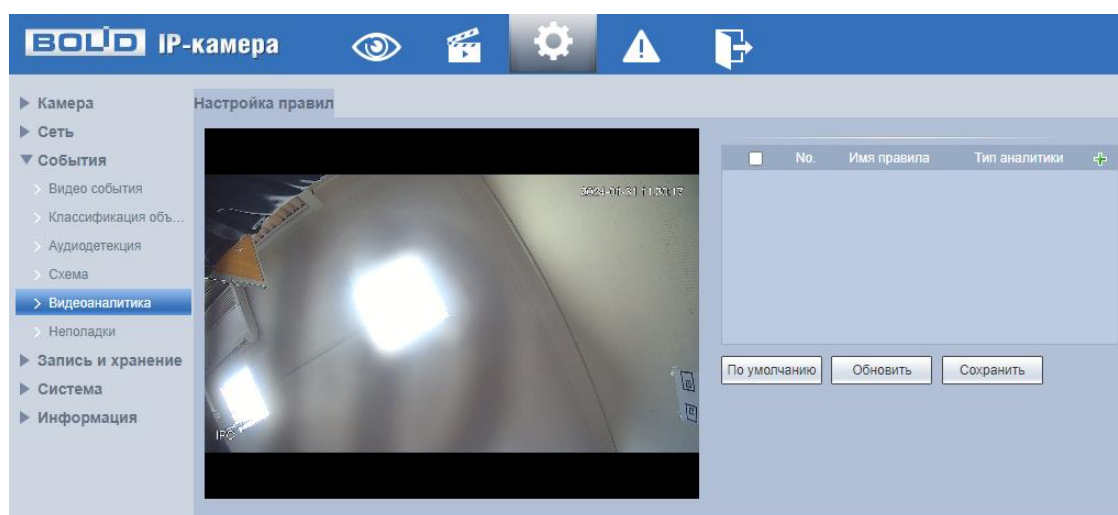 BOLID IP-камера
Камера
Сеть
События
Видео события
Классификация объ...
Аудиодетекция
Схема
Видеоаналитика
Неполадки
Запись и хранение
Система
Информация
Настройка правил
IPC
No. Имя правила Тип аналитики
По умолчанию Обновить Сохранить